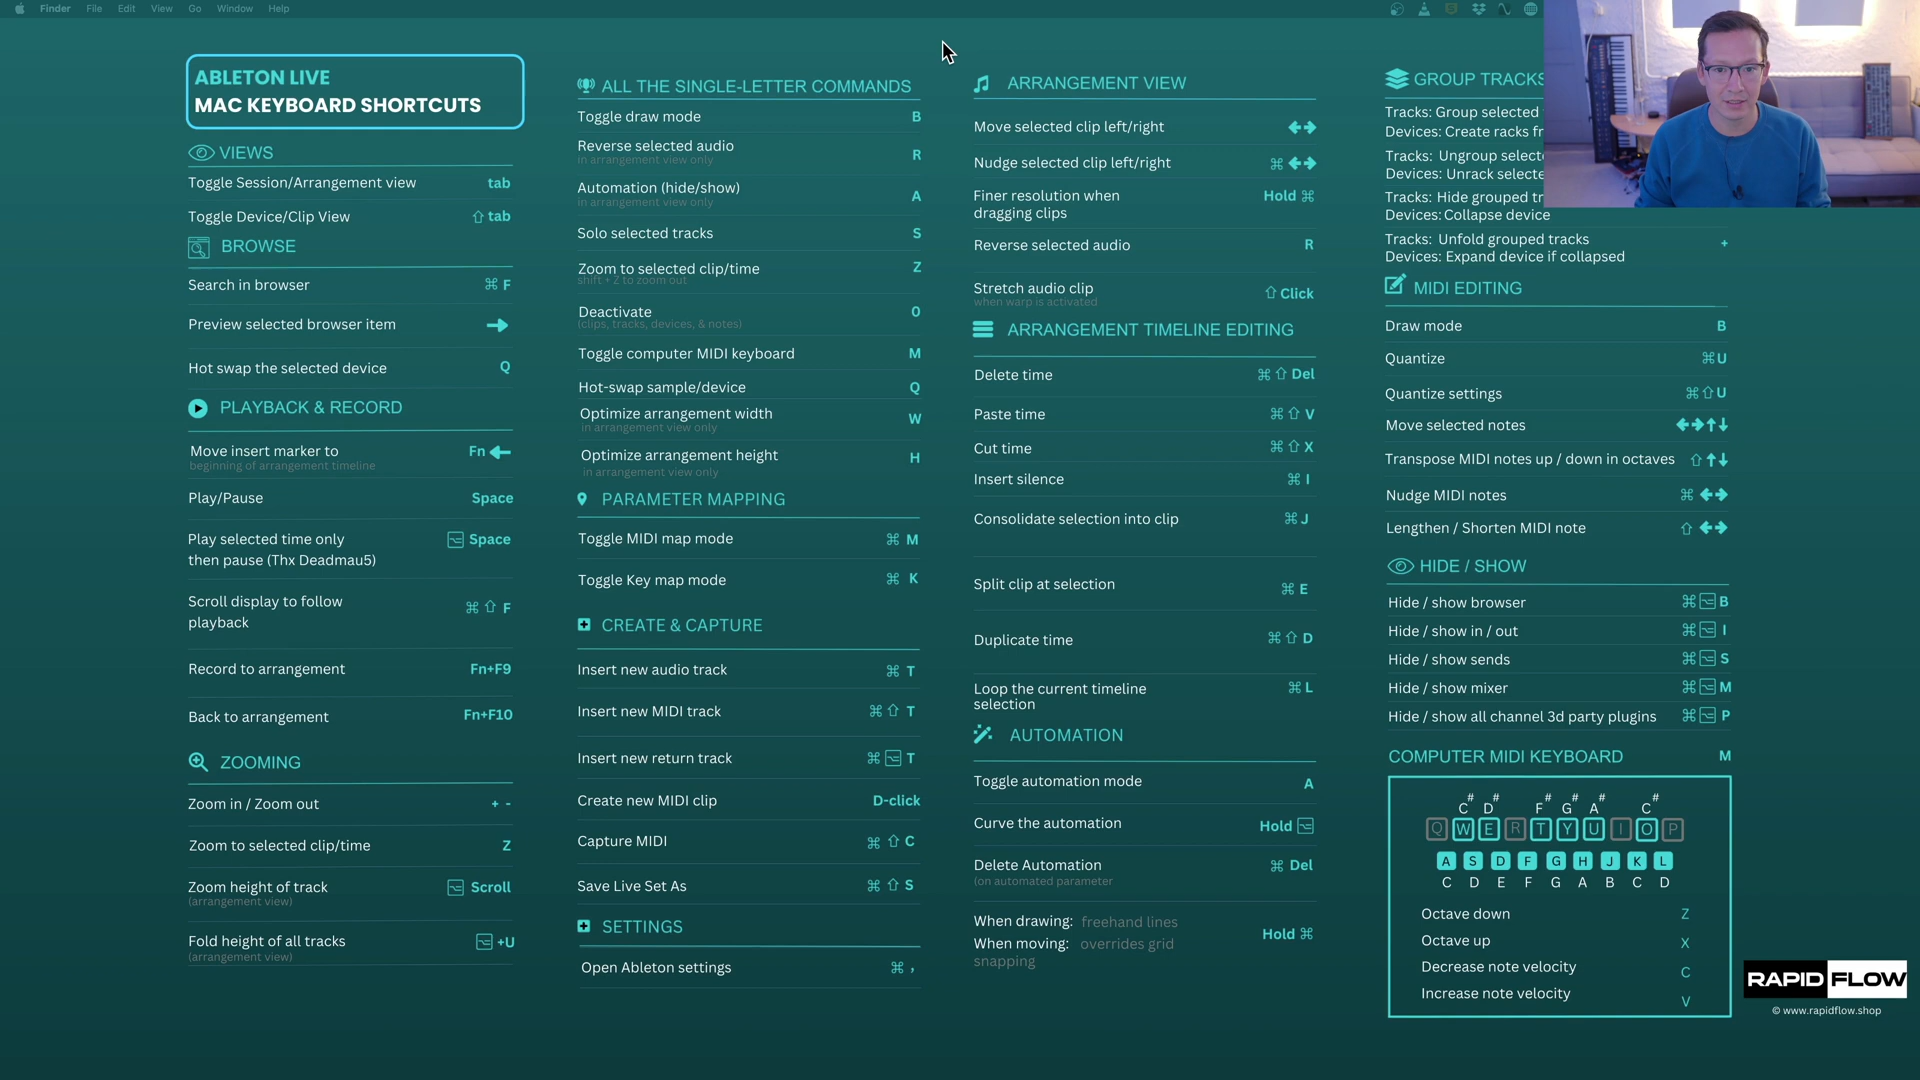 Finder File Edit View Go Window Help
ABLETON LIVE
MAC KEYBOARD SHORTCUTS
VIEWS
Toggle Session/Arrangement view tab
Toggle Device/Clip View ⇧ tab
BROWSE
Search in browser ⌘ F
Preview selected browser item →
Hot swap the selected device Q
PLAYBACK & RECORD
Move insert marker to Fn ←
beginning of arrangement timeline
Play/Pause Space
Play selected time only ⌥ Space
then pause (Thx Deadmau5)
Scroll display to follow ⌘ ⇧ F
playback
Record to arrangement Fn+F9
Back to arrangement Fn+F10
ZOOMING
Zoom in / Zoom out + -
Zoom to selected clip/time Z
Zoom height of track ⌥ Scroll
(arrangement view)
Fold height of all tracks ⌥ +U
(arrangement view)
ALL THE SINGLE-LETTER COMMANDS
Toggle draw mode B
Reverse selected audio R
in arrangement view only
Automation (hide/show) A
in arrangement view only
Solo selected tracks S
Zoom to selected clip/time Z
shift + Z to zoom out
Deactivate 0
(clips, tracks, devices, & notes)
Toggle computer MIDI keyboard M
Hot-swap sample/device Q
Optimize arrangement width W
in arrangement view only
Optimize arrangement height H
in arrangement view only
PARAMETER MAPPING
Toggle MIDI map mode ⌘ M
Toggle Key map mode ⌘ K
CREATE & CAPTURE
Insert new audio track ⌘ T
Insert new MIDI track ⌘ ⇧ T
Insert new return track ⌘ ⌥ T
Create new MIDI clip D-click
Capture MIDI ⌘ ⇧ C
Save Live Set As ⌘ ⇧ S
SETTINGS
Open Ableton settings ⌘ ,
ARRANGEMENT VIEW
Move selected clip left/right ←→
Nudge selected clip left/right ⌘ ←→
Finer resolution when Hold ⌘
dragging clips
Reverse selected audio R
Stretch audio clip ⇧ Click
when warp is activated
ARRANGEMENT TIMELINE EDITING
Delete time ⌘ ⇧ Del
Paste time ⌘ ⇧ V
Cut time ⌘ ⇧ X
Insert silence ⌘ I
Consolidate selection into clip ⌘ J
Split clip at selection ⌘ E
Duplicate time ⌘ ⇧ D
Loop the current timeline ⌘ L
selection
AUTOMATION
Toggle automation mode A
Curve the automation Hold ⌥
Delete Automation ⌘ Del
(on automated parameter
When drawing: freehand lines Hold ⌘
When moving: overrides grid
snapping
GROUP TRACKS
Tracks: Group selected
Devices: Create racks fr
Tracks: Ungroup select
Devices: Unrack selecte
Tracks: Hide grouped tr
Devices: Collapse device
Tracks: Unfold grouped tracks +
Devices: Expand device if collapsed
MIDI EDITING
Draw mode B
Quantize ⌘ U
Quantize settings ⌘ ⇧ U
Move selected notes ←→↑↓
Transpose MIDI notes up / down in octaves ⇧ ↑↓
Nudge MIDI notes ⌘ ←→
Lengthen / Shorten MIDI note ⇧ ←→
HIDE / SHOW
Hide / show browser ⌘ ⌥ B
Hide / show in / out ⌘ ⌥ I
Hide / show sends ⌘ ⌥ S
Hide / show mixer ⌘ ⌥ M
Hide / show all channel 3d party plugins ⌘ ⌥ P
COMPUTER MIDI KEYBOARD M
C# D# F# G# A# C#
Q W E R T Y U I O P
A S D F G H J K L
C D E F G A B C D
Octave down Z
Octave up X
Decrease note velocity C
Increase note velocity V
RAPID FLOW
© www.rapidflow.shop